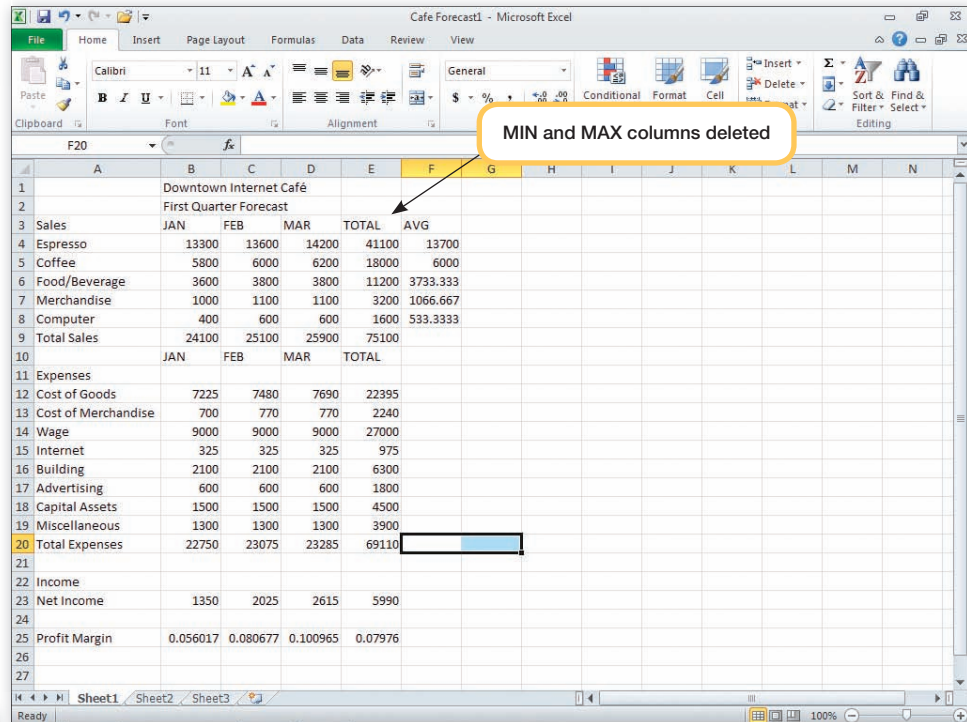 Cafe Forecast1 - Microsoft Excel
File Home Insert Page Layout Formulas Data Review View
Calibri 11 A A General Insert Σ
Paste B I U A $ % , .00 Conditional Format Cell Delete Sort & Find &
Filter Select
Clipboard Font Alignment Editing
MIN and MAX columns deleted
F20 fx
A B C D E F G H I J K L M N
1 Downtown Internet Café
2 First Quarter Forecast
3 Sales JAN FEB MAR TOTAL AVG
4 Espresso 13300 13600 14200 41100 13700
5 Coffee 5800 6000 6200 18000 6000
6 Food/Beverage 3600 3800 3800 11200 3733.333
7 Merchandise 1000 1100 1100 3200 1066.667
8 Computer 400 600 600 1600 533.3333
9 Total Sales 24100 25100 25900 75100
10 JAN FEB MAR TOTAL
11 Expenses
12 Cost of Goods 7225 7480 7690 22395
13 Cost of Merchandise 700 770 770 2240
14 Wage 9000 9000 9000 27000
15 Internet 325 325 325 975
16 Building 2100 2100 2100 6300
17 Advertising 600 600 600 1800
18 Capital Assets 1500 1500 1500 4500
19 Miscellaneous 1300 1300 1300 3900
20 Total Expenses 22750 23075 23285 69110
21
22 Income
23 Net Income 1350 2025 2615 5990
24
25 Profit Margin 0.056017 0.080677 0.100965 0.07976
26
27
Sheet1 Sheet2 Sheet3
Ready 100%